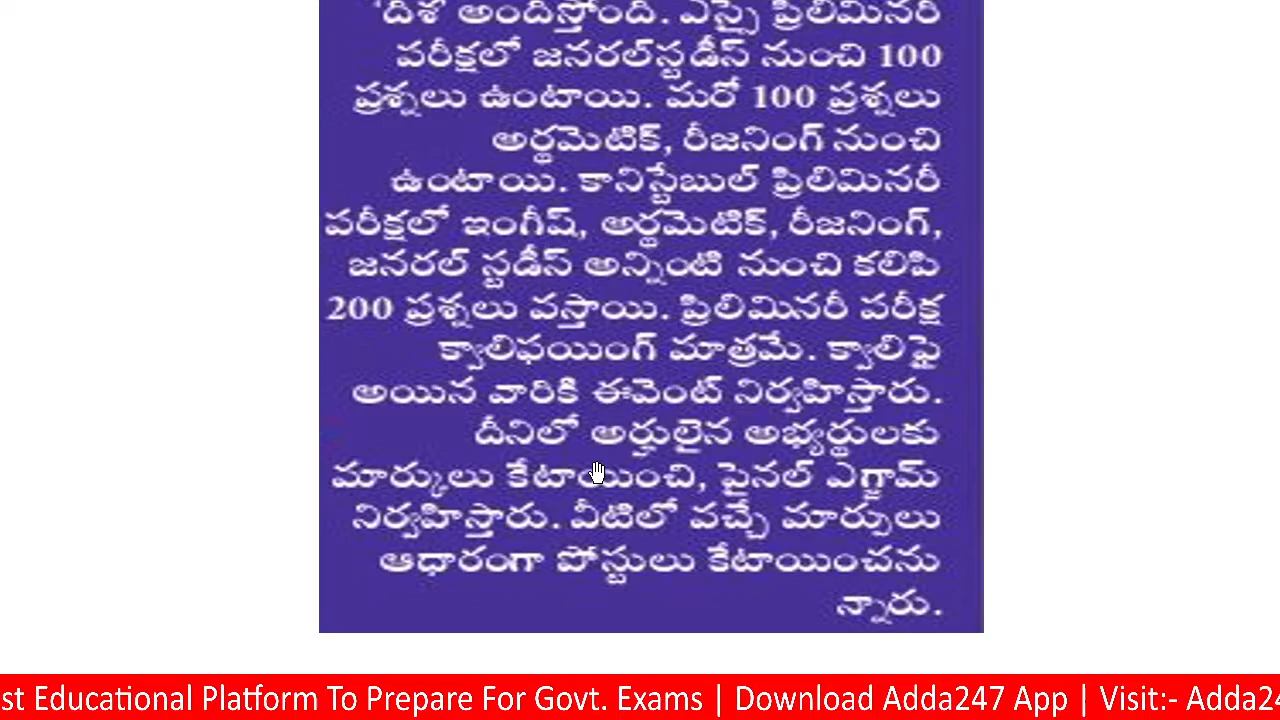 'దిశ' అందిస్తోంది. ఎస్సై ప్రిలిమినరీ
పరీక్షలో జనరల్‌స్టడీస్ నుంచి 100
ప్రశ్నలు ఉంటాయి. మరో 100 ప్రశ్నలు
అర్థమెటిక్, రీజనింగ్ నుంచి
ఉంటాయి. కానిస్టేబుల్ ప్రిలిమినరీ
పరీక్షలో ఇంగీష్, అర్థమెటిక్, రీజనింగ్,
జనరల్ స్టడీస్ అన్నింటి నుంచి కలిపి
200 ప్రశ్నలు వస్తాయి. ప్రిలిమినరీ పరీక్ష
క్వాలిఫయింగ్ మాత్రమే. క్వాలిఫై
అయిన వారికి ఈవెంట్ నిర్వహిస్తారు.
దీనిలో అర్హులైన అభ్యర్థులకు
మార్కులు కేటాయించి, ఫైనల్ ఎగ్జామ్
నిర్వహిస్తారు. వీటిలో వచ్చే మార్పులు
ఆధారంగా పోస్టులు కేటాయించను
న్నారు.
st Educational Platform To Prepare For Govt. Exams | Download Adda247 App | Visit:- Adda24